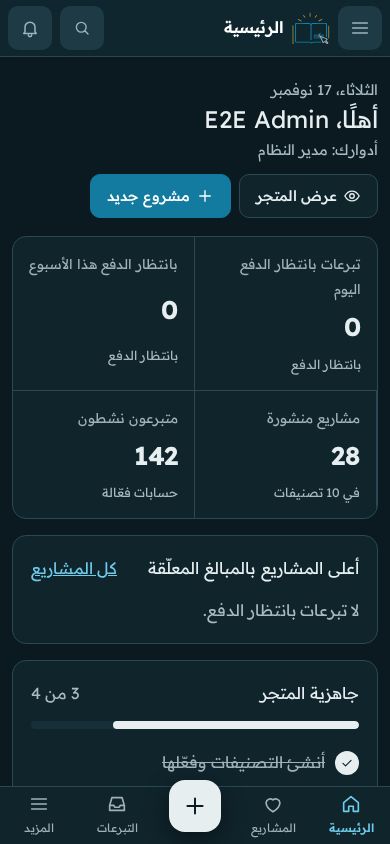 الرئيسية
الثلاثاء، 17 نوفمبر
أهلًا، E2E Admin
أدوارك: مدير النظام
عرض المتجر
مشروع جديد
تبرعات بانتظار الدفع اليوم
0
بانتظار الدفع
بانتظار الدفع هذا الأسبوع
0
بانتظار الدفع
مشاريع منشورة
28
في 10 تصنيفات
متبرعون نشطون
142
حسابات فعّالة
أعلى المشاريع بالمبالغ المعلّقة
كل المشاريع
لا تبرعات بانتظار الدفع.
جاهزية المتجر
3 من 4
أنشئ التصنيفات وفعّلها
الرئيسية
المشاريع
التبرعات
المزيد